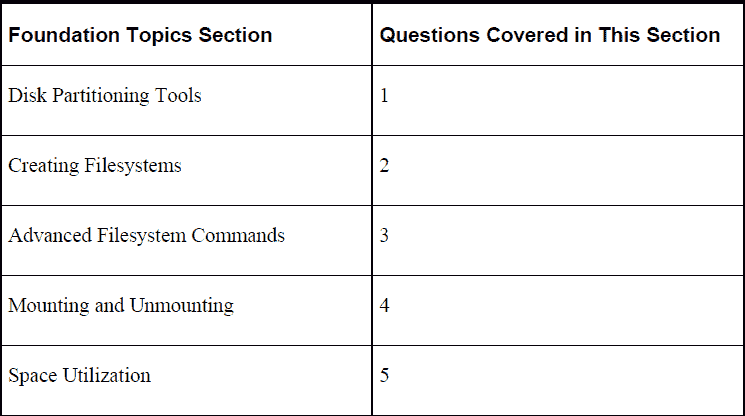 Foundation Topics Section Questions Covered in This Section
Disk Partitioning Tools 1
Creating Filesystems 2
Advanced Filesystem Commands 3
Mounting and Unmounting 4
Space Utilization 5